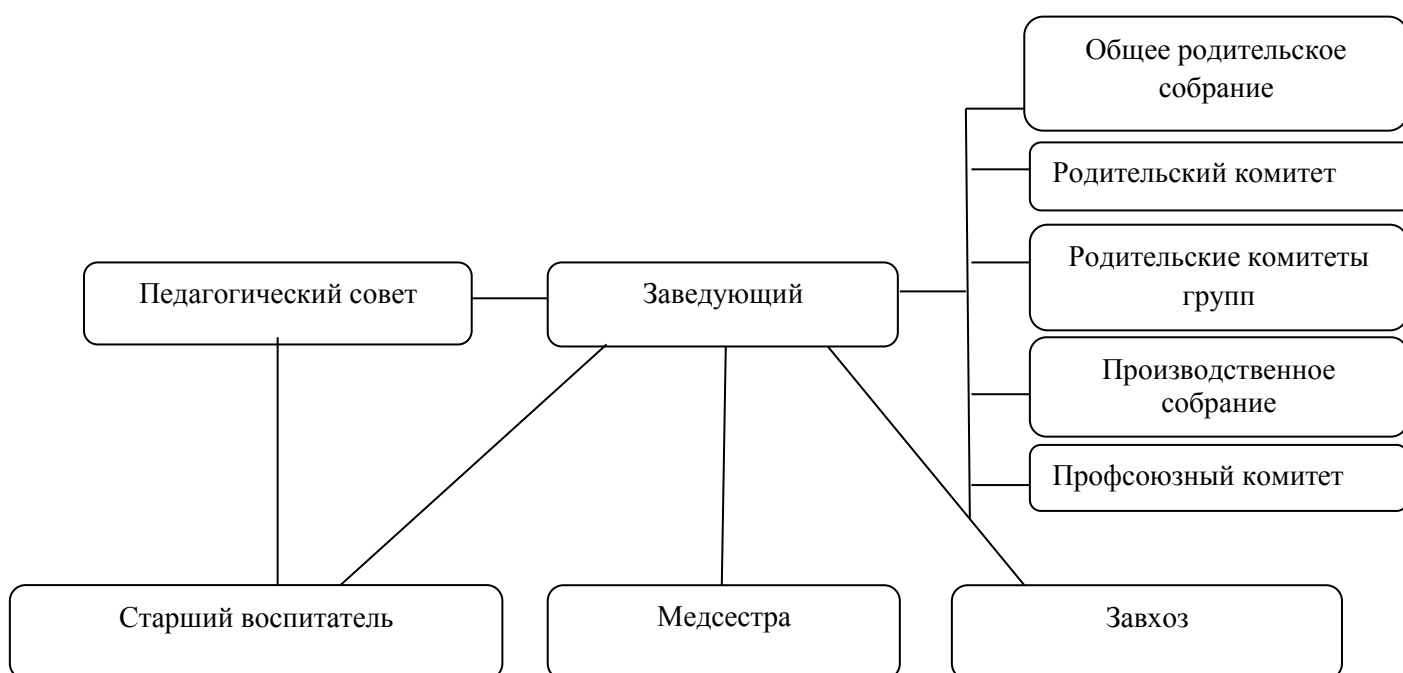 Общее родительское
собрание
Родительский комитет
Родительские комитеты
групп
Педагогический совет
Заведующий
Производственное
собрание
Профсоюзный комитет
Старший воспитатель
Медсестра
Завхоз